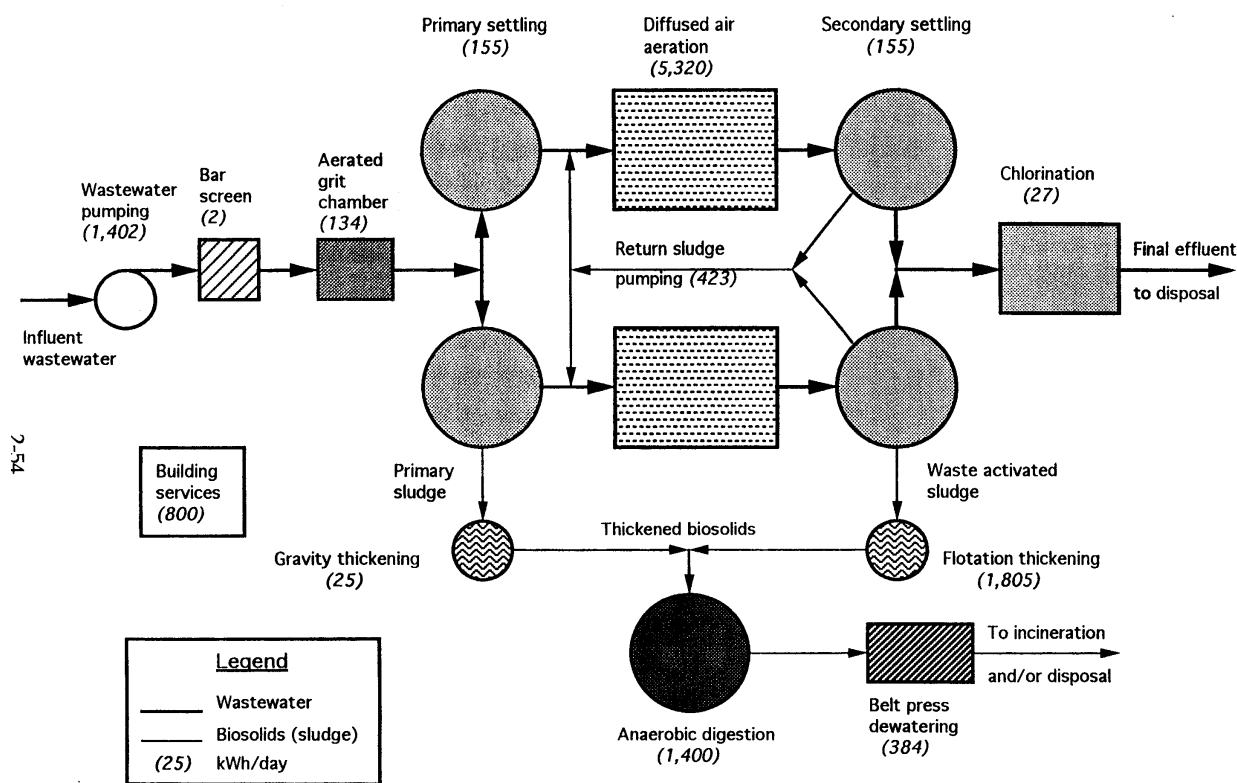 Primary settling
(155)
Diffused air
aeration
(5,320)
Secondary settling
(155)
Wastewater
pumping
(1,402)
Bar
screen
(2)
Aerated
grit
chamber
(134)
Chlorination
(27)
Return sludge
pumping (423)
Final effluent
to disposal
Influent
wastewater
2-54
Building
services
(800)
Primary
sludge
Waste activated
sludge
Thickened biosolids
Gravity thickening
(25)
Flotation thickening
(1,805)
To incineration
and/or disposal
Anaerobic digestion
(1,400)
Belt press
dewatering
(384)
Legend
Wastewater
Biosolids (sludge)
(25) kWh/day